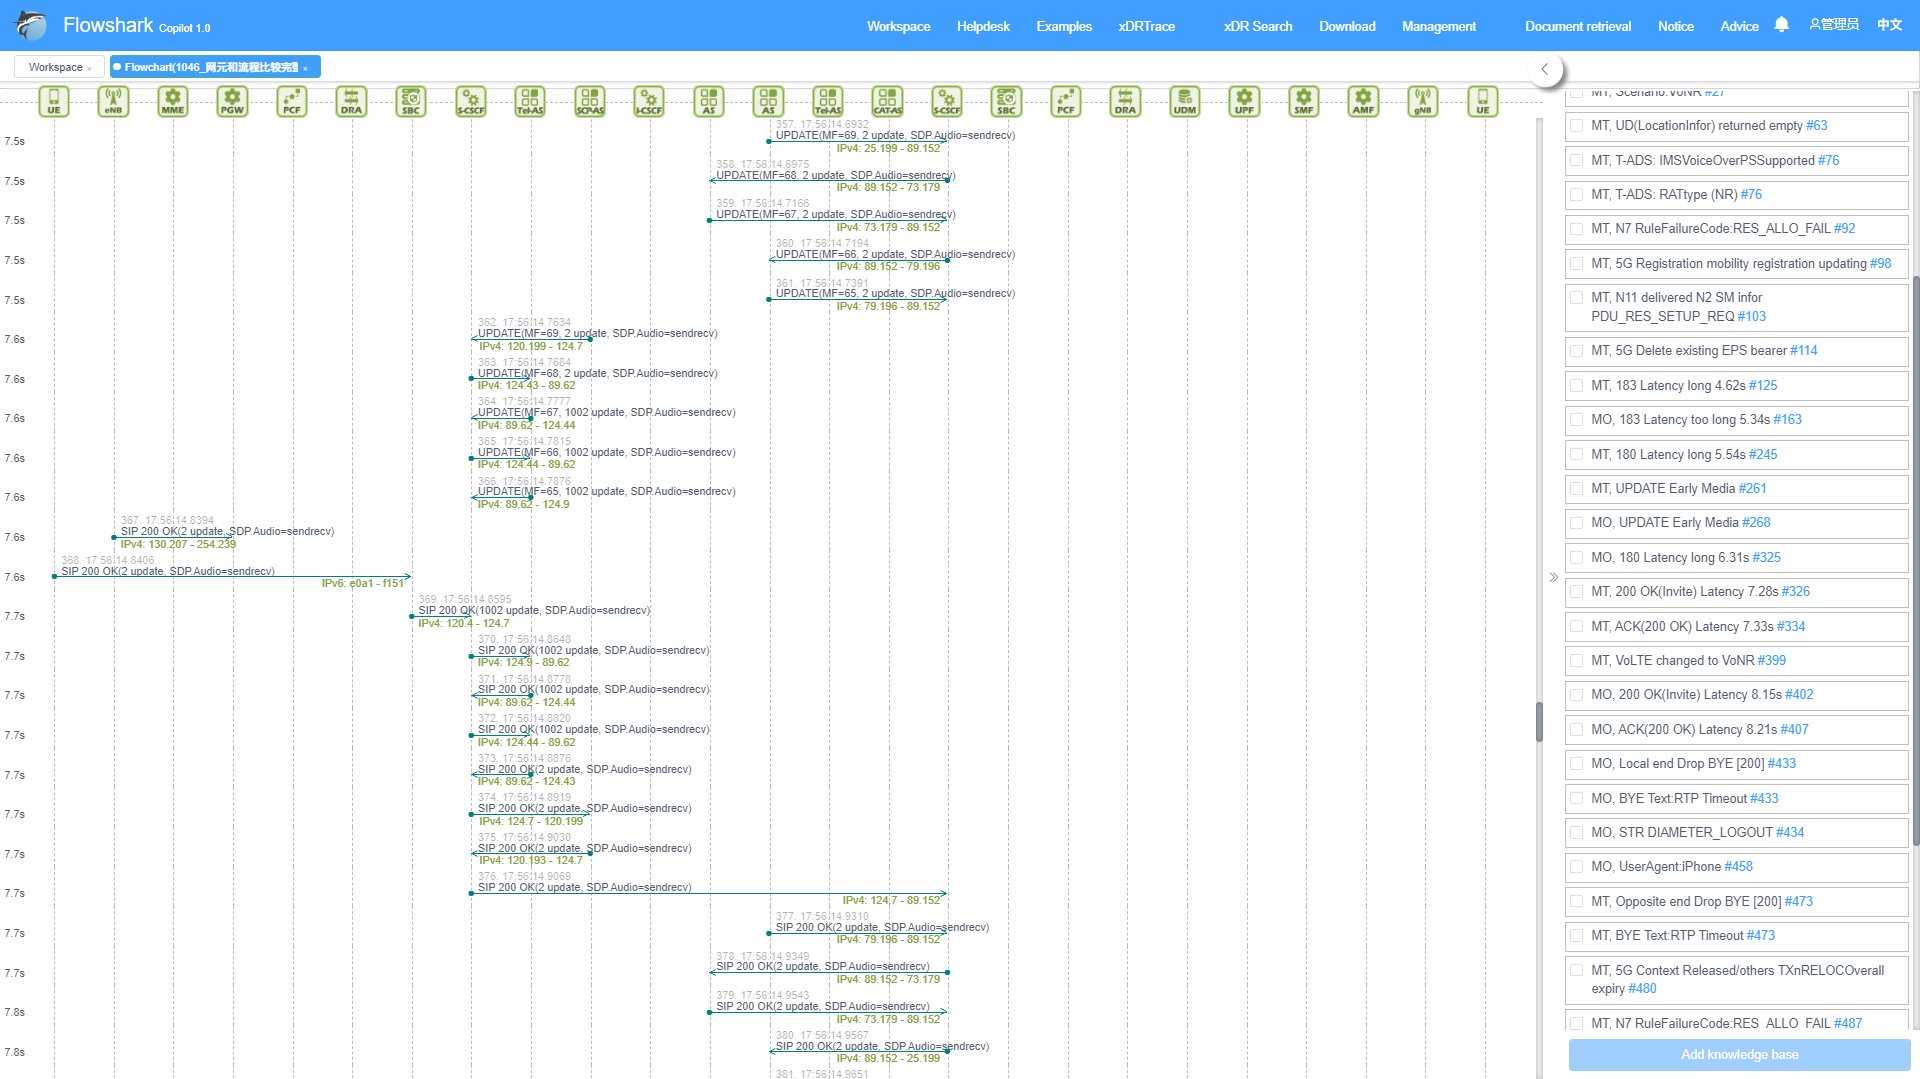 Flowshark Copilot 1.0
Workspace Helpdesk Examples xDRTrace xDR Search Download Management Document retrieval Notice Advice 管理员 中文
Workspace × Flowchart(1046_网元和流程比较完整 ×
UE eNB MME PGW PCF DRA SBC S-CSCF Tel-AS SCP-AS I-CSCF AS AS Tel-AS CAT-AS S-CSCF SBC PCF DRA UDM UPF SMF AMF gNB UE
357. 17:56:14.6932
7.5s UPDATE(MF=69, 2 update, SDP.Audio=sendrecv)
IPv4: 25.199 - 89.152
358. 17:56:14.6975
7.5s UPDATE(MF=68, 2 update, SDP.Audio=sendrecv)
IPv4: 89.152 - 73.179
359. 17:56:14.7166
7.5s UPDATE(MF=67, 2 update, SDP.Audio=sendrecv)
IPv4: 73.179 - 89.152
360. 17:56:14.7194
7.5s UPDATE(MF=66, 2 update, SDP.Audio=sendrecv)
IPv4: 89.152 - 79.196
361. 17:56:14.7391
7.5s UPDATE(MF=65, 2 update, SDP.Audio=sendrecv)
IPv4: 79.196 - 89.152
362. 17:56:14.7634
7.6s UPDATE(MF=69, 2 update, SDP.Audio=sendrecv)
IPv4: 120.199 - 124.7
363. 17:56:14.7684
7.6s UPDATE(MF=68, 2 update, SDP.Audio=sendrecv)
IPv4: 124.43 - 89.62
364. 17:56:14.7777
7.6s UPDATE(MF=67, 1002 update, SDP.Audio=sendrecv)
IPv4: 89.62 - 124.44
365. 17:56:14.7815
7.6s UPDATE(MF=66, 1002 update, SDP.Audio=sendrecv)
IPv4: 124.44 - 89.62
366. 17:56:14.7876
7.6s UPDATE(MF=65, 1002 update, SDP.Audio=sendrecv)
IPv4: 89.62 - 124.9
367. 17:56:14.8394
7.6s SIP 200 OK(2 update, SDP.Audio=sendrecv)
IPv4: 130.207 - 254.239
368. 17:56:14.8406
7.6s SIP 200 OK(2 update, SDP.Audio=sendrecv)
IPv6: e0a1 - f151
369. 17:56:14.8595
7.7s SIP 200 OK(1002 update, SDP.Audio=sendrecv)
IPv4: 120.4 - 124.7
370. 17:56:14.8648
7.7s SIP 200 OK(1002 update, SDP.Audio=sendrecv)
IPv4: 124.9 - 89.62
371. 17:56:14.8778
7.7s SIP 200 OK(1002 update, SDP.Audio=sendrecv)
IPv4: 89.62 - 124.44
372. 17:56:14.8820
7.7s SIP 200 OK(1002 update, SDP.Audio=sendrecv)
IPv4: 124.44 - 89.62
373. 17:56:14.8876
7.7s SIP 200 OK(2 update, SDP.Audio=sendrecv)
IPv4: 89.62 - 124.43
374. 17:56:14.8919
7.7s SIP 200 OK(2 update, SDP.Audio=sendrecv)
IPv4: 124.7 - 120.199
375. 17:56:14.9030
7.7s SIP 200 OK(2 update, SDP.Audio=sendrecv)
IPv4: 120.193 - 124.7
376. 17:56:14.9069
7.7s SIP 200 OK(2 update, SDP.Audio=sendrecv)
IPv4: 124.7 - 89.152
377. 17:56:14.9310
7.7s SIP 200 OK(2 update, SDP.Audio=sendrecv)
IPv4: 79.196 - 89.152
378. 17:56:14.9349
7.7s SIP 200 OK(2 update, SDP.Audio=sendrecv)
IPv4: 89.152 - 73.179
379. 17:56:14.9543
7.8s SIP 200 OK(2 update, SDP.Audio=sendrecv)
IPv4: 73.179 - 89.152
380. 17:56:14.9567
7.8s SIP 200 OK(2 update, SDP.Audio=sendrecv)
IPv4: 89.152 - 25.199
381. 17:56:14.9651
MT, Scenario:VoNR #27
MT, UD(LocationInfor) returned empty #63
MT, T-ADS: IMSVoiceOverPSSupported #76
MT, T-ADS: RATtype (NR) #76
MT, N7 RuleFailureCode:RES_ALLO_FAIL #92
MT, 5G Registration mobility registration updating #98
MT, N11 delivered N2 SM infor
PDU_RES_SETUP_REQ #103
MT, 5G Delete existing EPS bearer #114
MT, 183 Latency long 4.62s #125
MO, 183 Latency too long 5.34s #163
MT, 180 Latency long 5.54s #245
MT, UPDATE Early Media #261
MO, UPDATE Early Media #268
MO, 180 Latency long 6.31s #325
MT, 200 OK(Invite) Latency 7.28s #326
MT, ACK(200 OK) Latency 7.33s #334
MT, VoLTE changed to VoNR #399
MO, 200 OK(Invite) Latency 8.15s #402
MO, ACK(200 OK) Latency 8.21s #407
MO, Local end Drop BYE [200] #433
MO, BYE Text:RTP Timeout #433
MO, STR DIAMETER_LOGOUT #434
MO, UserAgent:iPhone #458
MT, Opposite end Drop BYE [200] #473
MT, BYE Text:RTP Timeout #473
MT, 5G Context Released/others TXnRELOCOverall
expiry #480
MT, N7 RuleFailureCode:RES_ALLO_FAIL #487
Add knowledge base